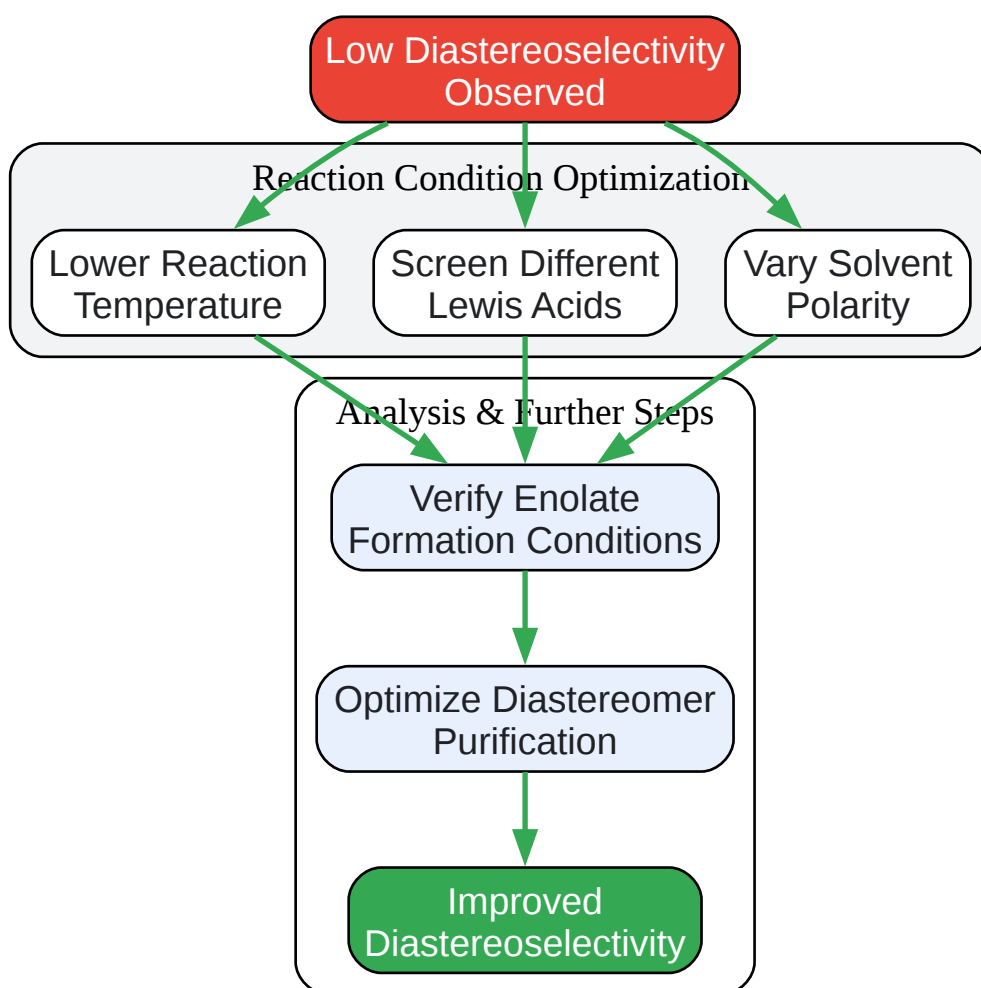 Low Diastereoselectivity
Observed
Reaction Condition Optimization
Lower Reaction
Temperature
Screen Different
Lewis Acids
Vary Solvent
Polarity
Analysis & Further Steps
Verify Enolate
Formation Conditions
Optimize Diastereomer
Purification
Improved
Diastereoselectivity